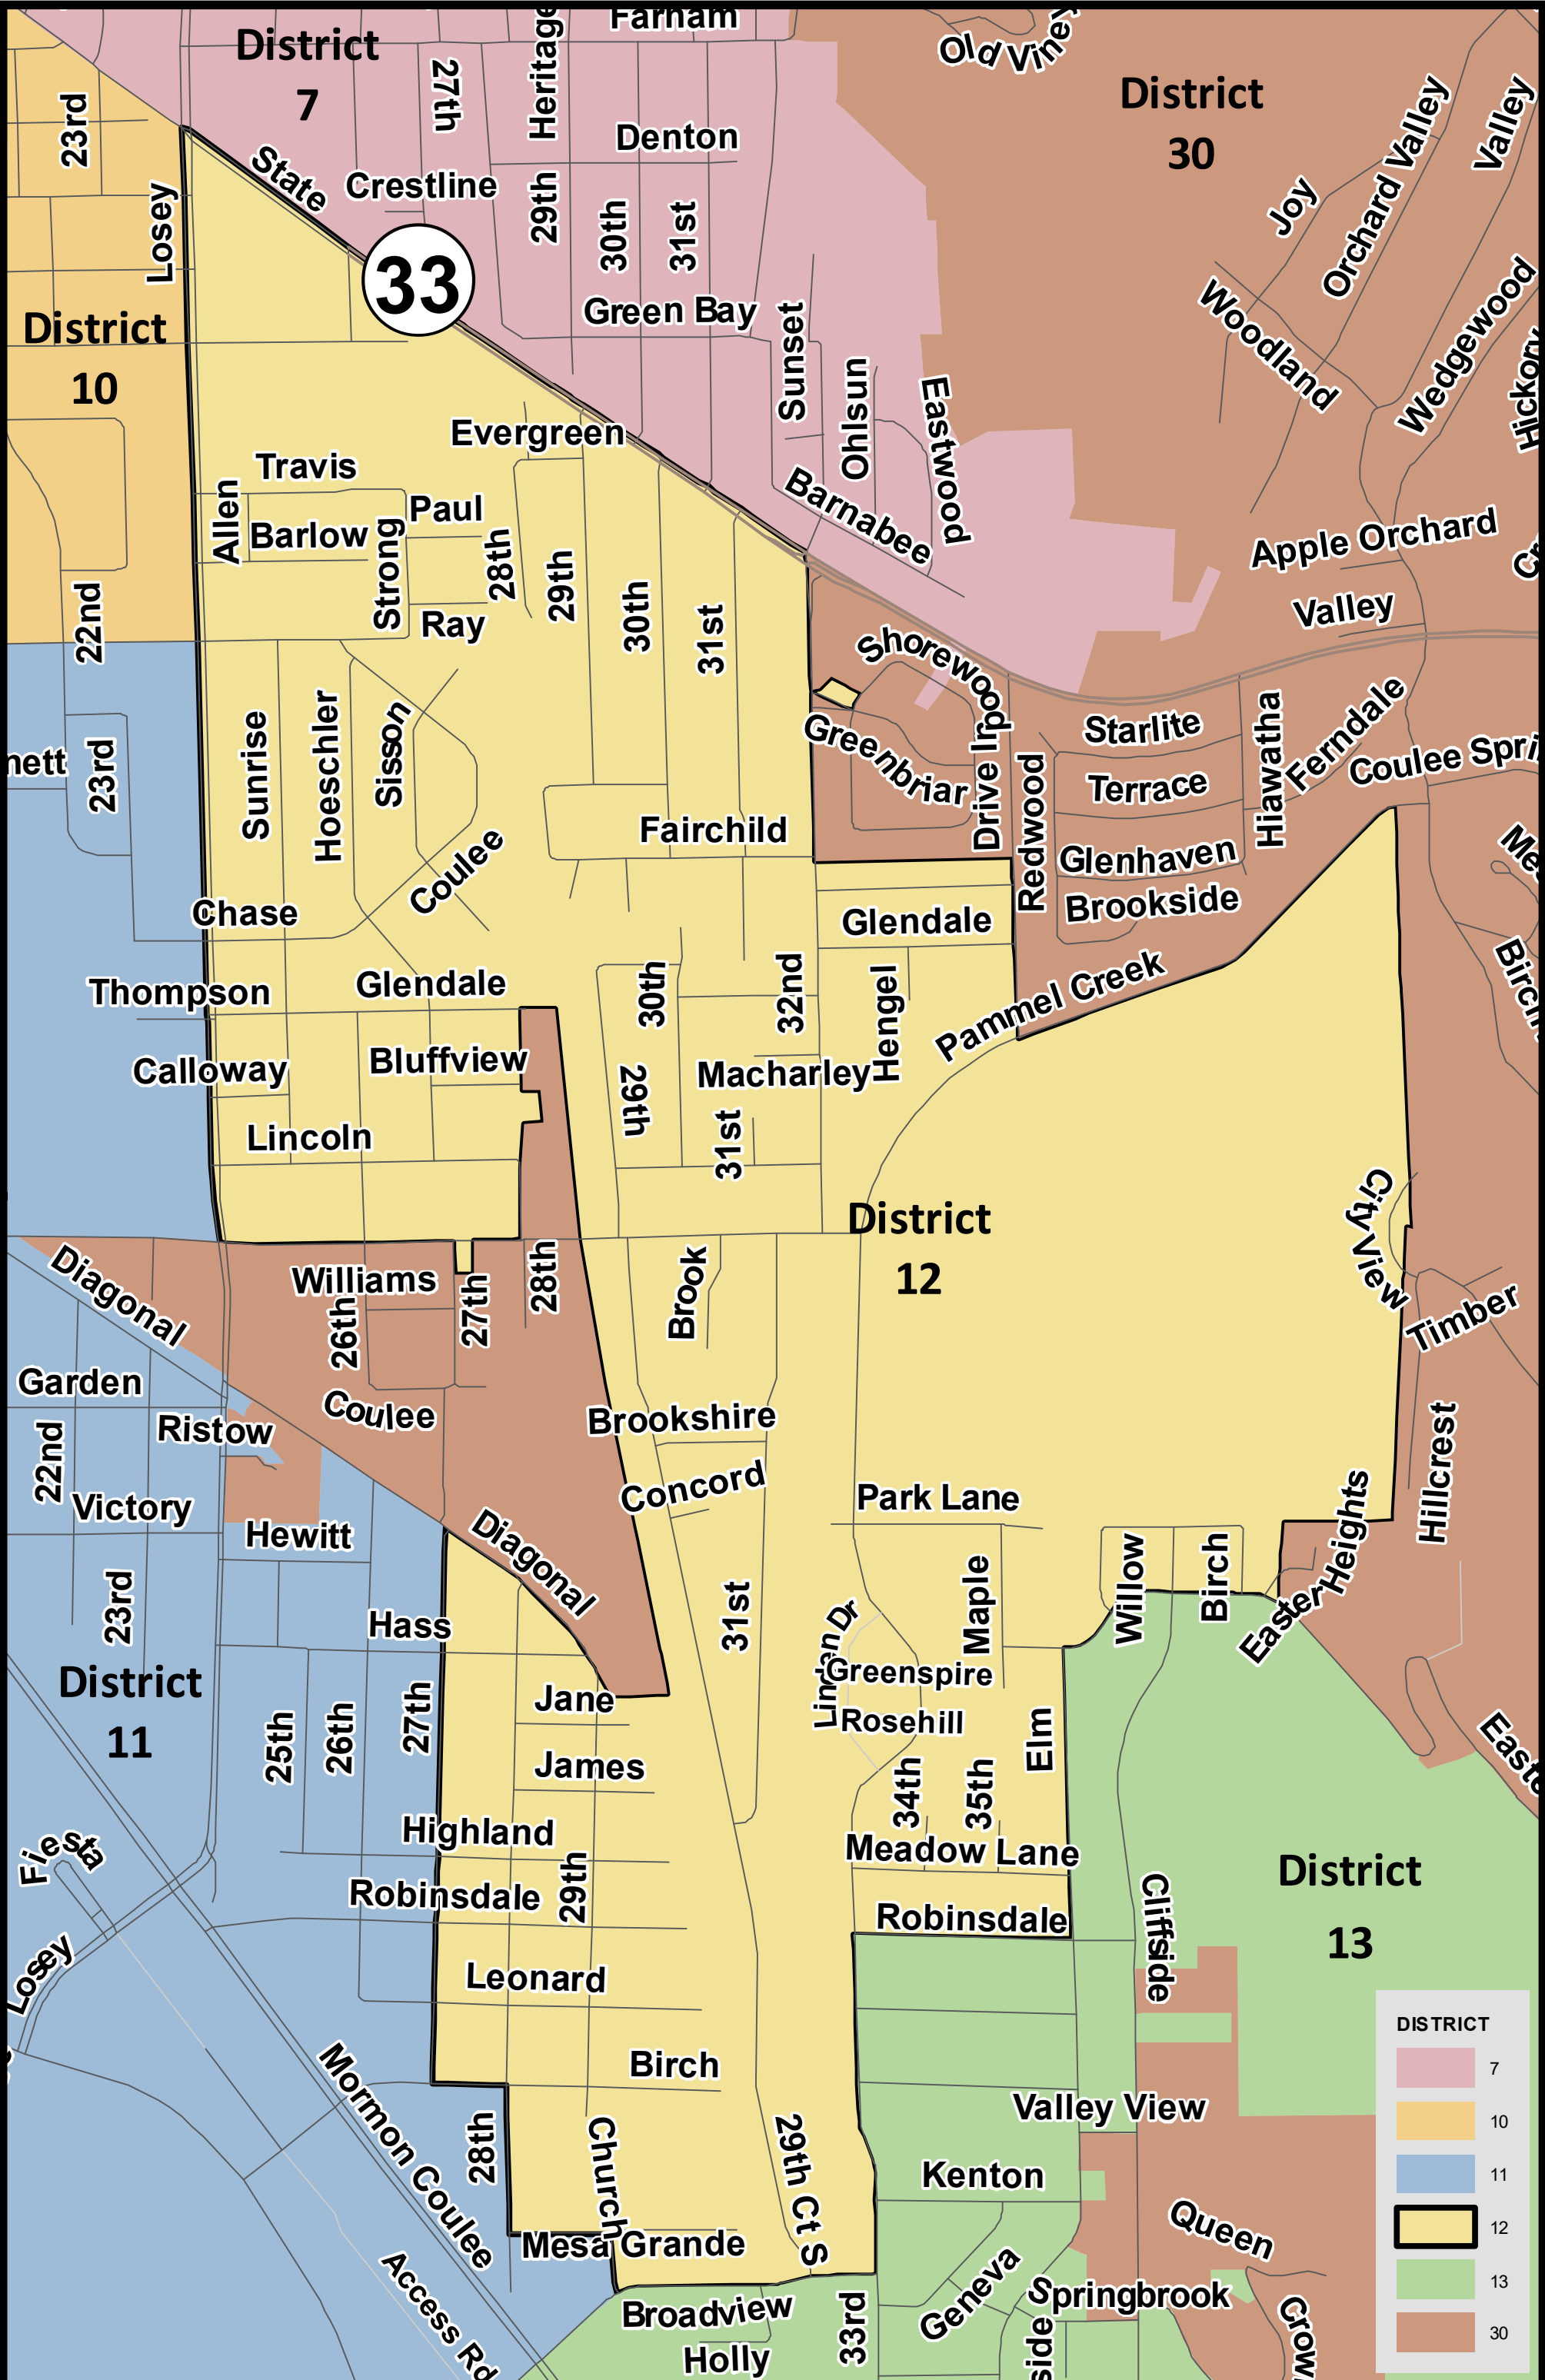 Farnam
Heritage
District
7
27th
Old Viney
District
30
23rd
Denton
Orchard Valley
Valley
State
Crestline
29th
30th
31st
Joy
Losey
33
Green Bay
Woodland
Wedgewood
Hickory
District
10
Sunset
Ohlsun
Eastwood
Evergreen
Travis
Allen
Barlow
Paul
Strong
28th
29th
Barnabee
Apple Orchard
22nd
Ray
30th
31st
Valley
Shorewood
Sunrise
Hoeschler
Sisson
Greenbriar
Drive Irpo
Starlite
Hiawatha
Ferndale
Coulee Spri
nett
23rd
Redwood
Terrace
Fairchild
Glenhaven
Coulee
Chase
Glendale
Brookside
Birch
Thompson
Glendale
30th
32nd
Hengel
Pammel Creek
Calloway
Bluffview
29th
Macharley
Lincoln
31st
District
12
CityView
Diagonal
Williams
26th
27th
28th
Brook
Timber
Garden
Coulee
Brookshire
Ristow
22nd
Concord
Hillcrest
Victory
Park Lane
Hewitt
Diagonal
Heights
Easter
23rd
31st
Maple
Willow
Birch
Hass
Linden Dr
Greenspire
District
11
Jane
Rosehill
Elm
25th
26th
27th
James
34th
35th
Easte
Fiesta
Highland
Meadow Lane
District
13
Robinsdale
29th
Robinsdale
Cliffside
Losey
Leonard
DISTRICT
7
10
11
12
13
30
Birch
Valley View
Mormon Coulee
28th
Church
29th Ct S
Kenton
Queen
Mesa Grande
Access Rd
Geneva
Springbrook
Broadview
33rd
side
Crow
Holly